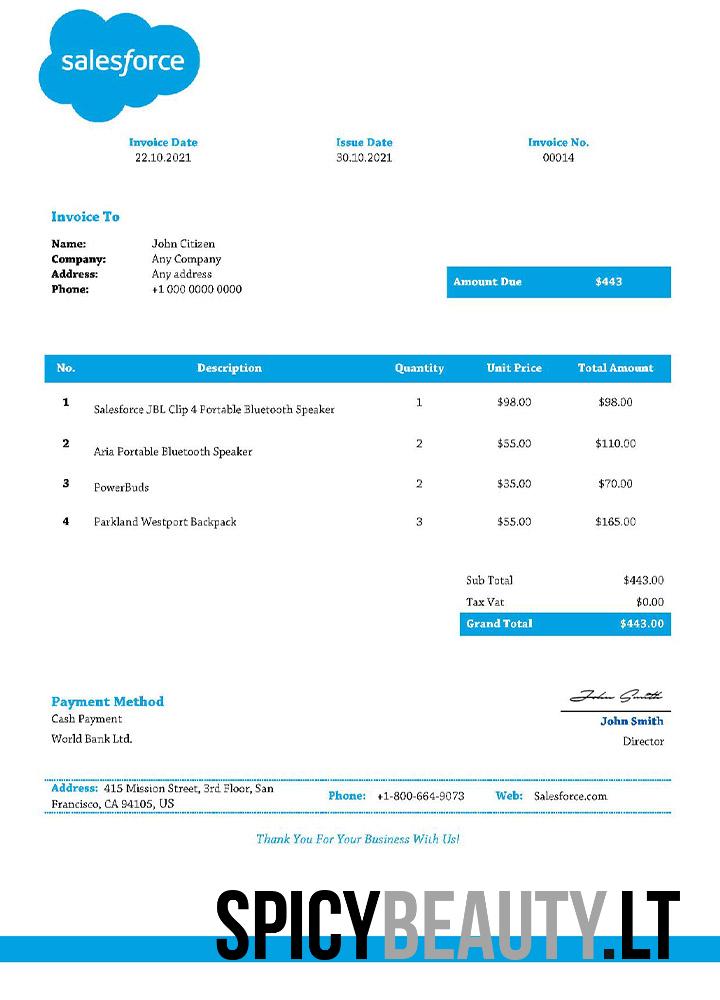 salesforce
Invoice Date Issue Date Invoice No.
22.10.2021 30.10.2021 00014
Invoice To
Name: John Citizen
Company: Any Company
Address: Any address
Phone: +1 000 0000 0000
Amount Due $443
No. Description Quantity Unit Price Total Amount
1 Salesforce JBL Clip 4 Portable Bluetooth Speaker 1 $98.00 $98.00
2 Aria Portable Bluetooth Speaker 2 $55.00 $110.00
3 PowerBuds 2 $35.00 $70.00
4 Parkland Westport Backpack 3 $55.00 $165.00
Sub Total $443.00
Tax Vat $0.00
Grand Total $443.00
Payment Method
Cash Payment
World Bank Ltd.
John Smith
John Smith
Director
Address: 415 Mission Street, 3rd Floor, San
Francisco, CA 94105, US
Phone: +1-800-664-9073 Web: Salesforce.com
Thank You For Your Business With Us!
SPICYBEAUTY.LT